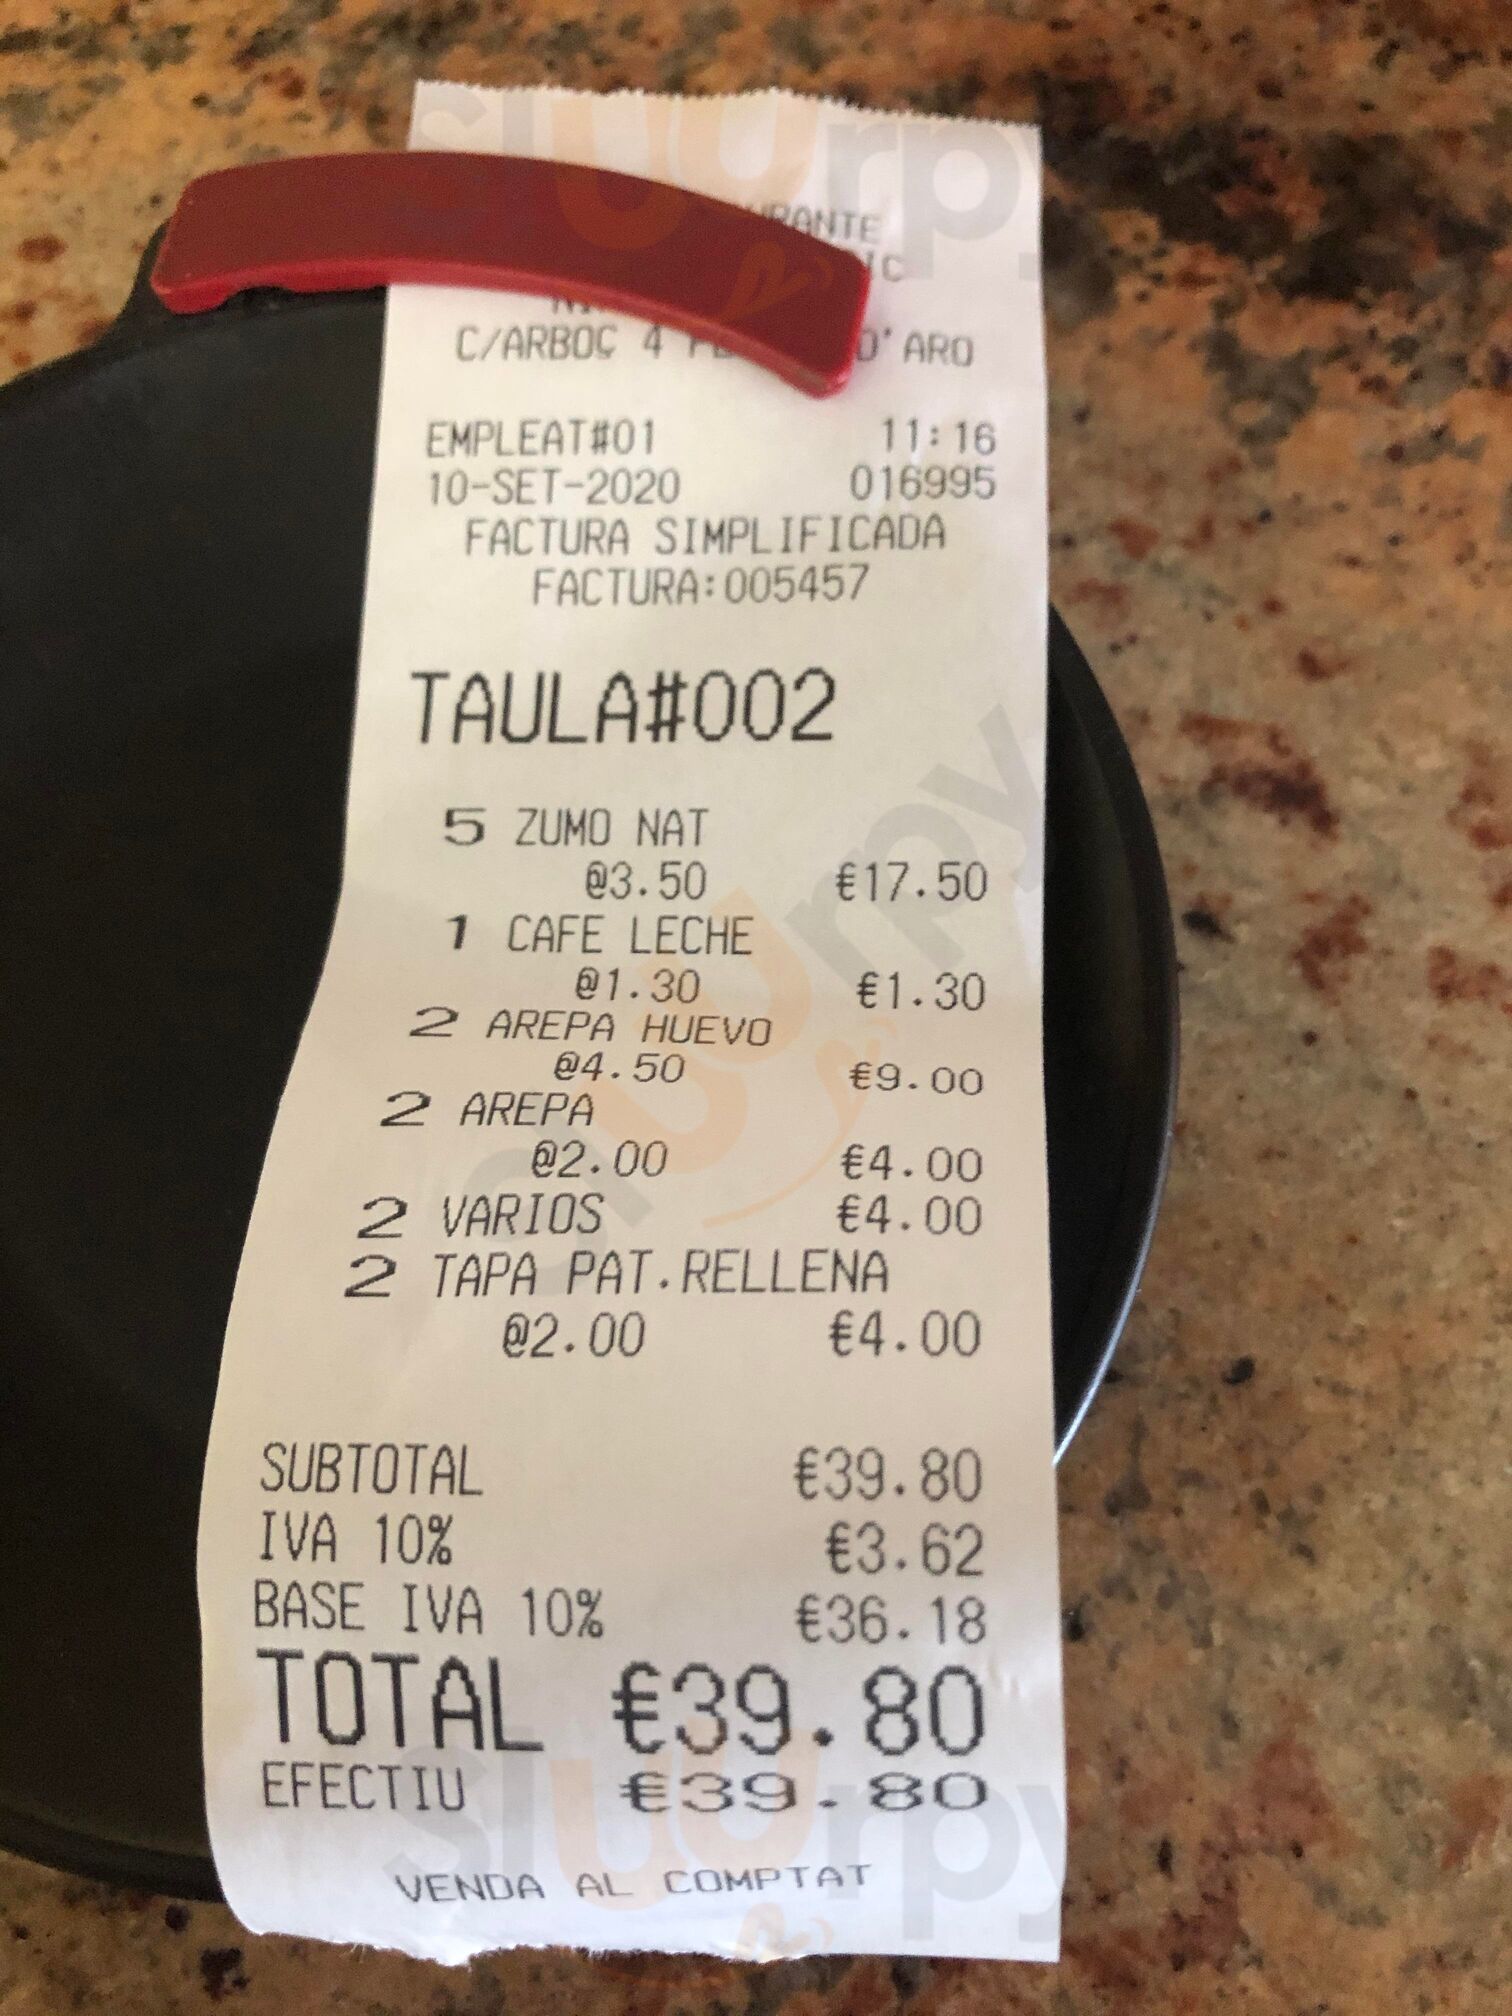 sluurpy
C/ARBOÇ 4 D'ARO
EMPLEAT#01 11:16
10-SET-2020 016995
FACTURA SIMPLIFICADA
FACTURA:005457
TAULA#002
5 ZUMO NAT
@3.50 €17.50
1 CAFE LECHE
@1.30 €1.30
2 AREPA HUEVO
@4.50 €9.00
2 AREPA
@2.00 €4.00
2 VARIOS €4.00
2 TAPA PAT.RELLENA
@2.00 €4.00
sluurpy
SUBTOTAL €39.80
IVA 10% €3.62
BASE IVA 10% €36.18
TOTAL €39.80
EFECTIU €39.80
VENDA AL COMPTAT
sluurpy